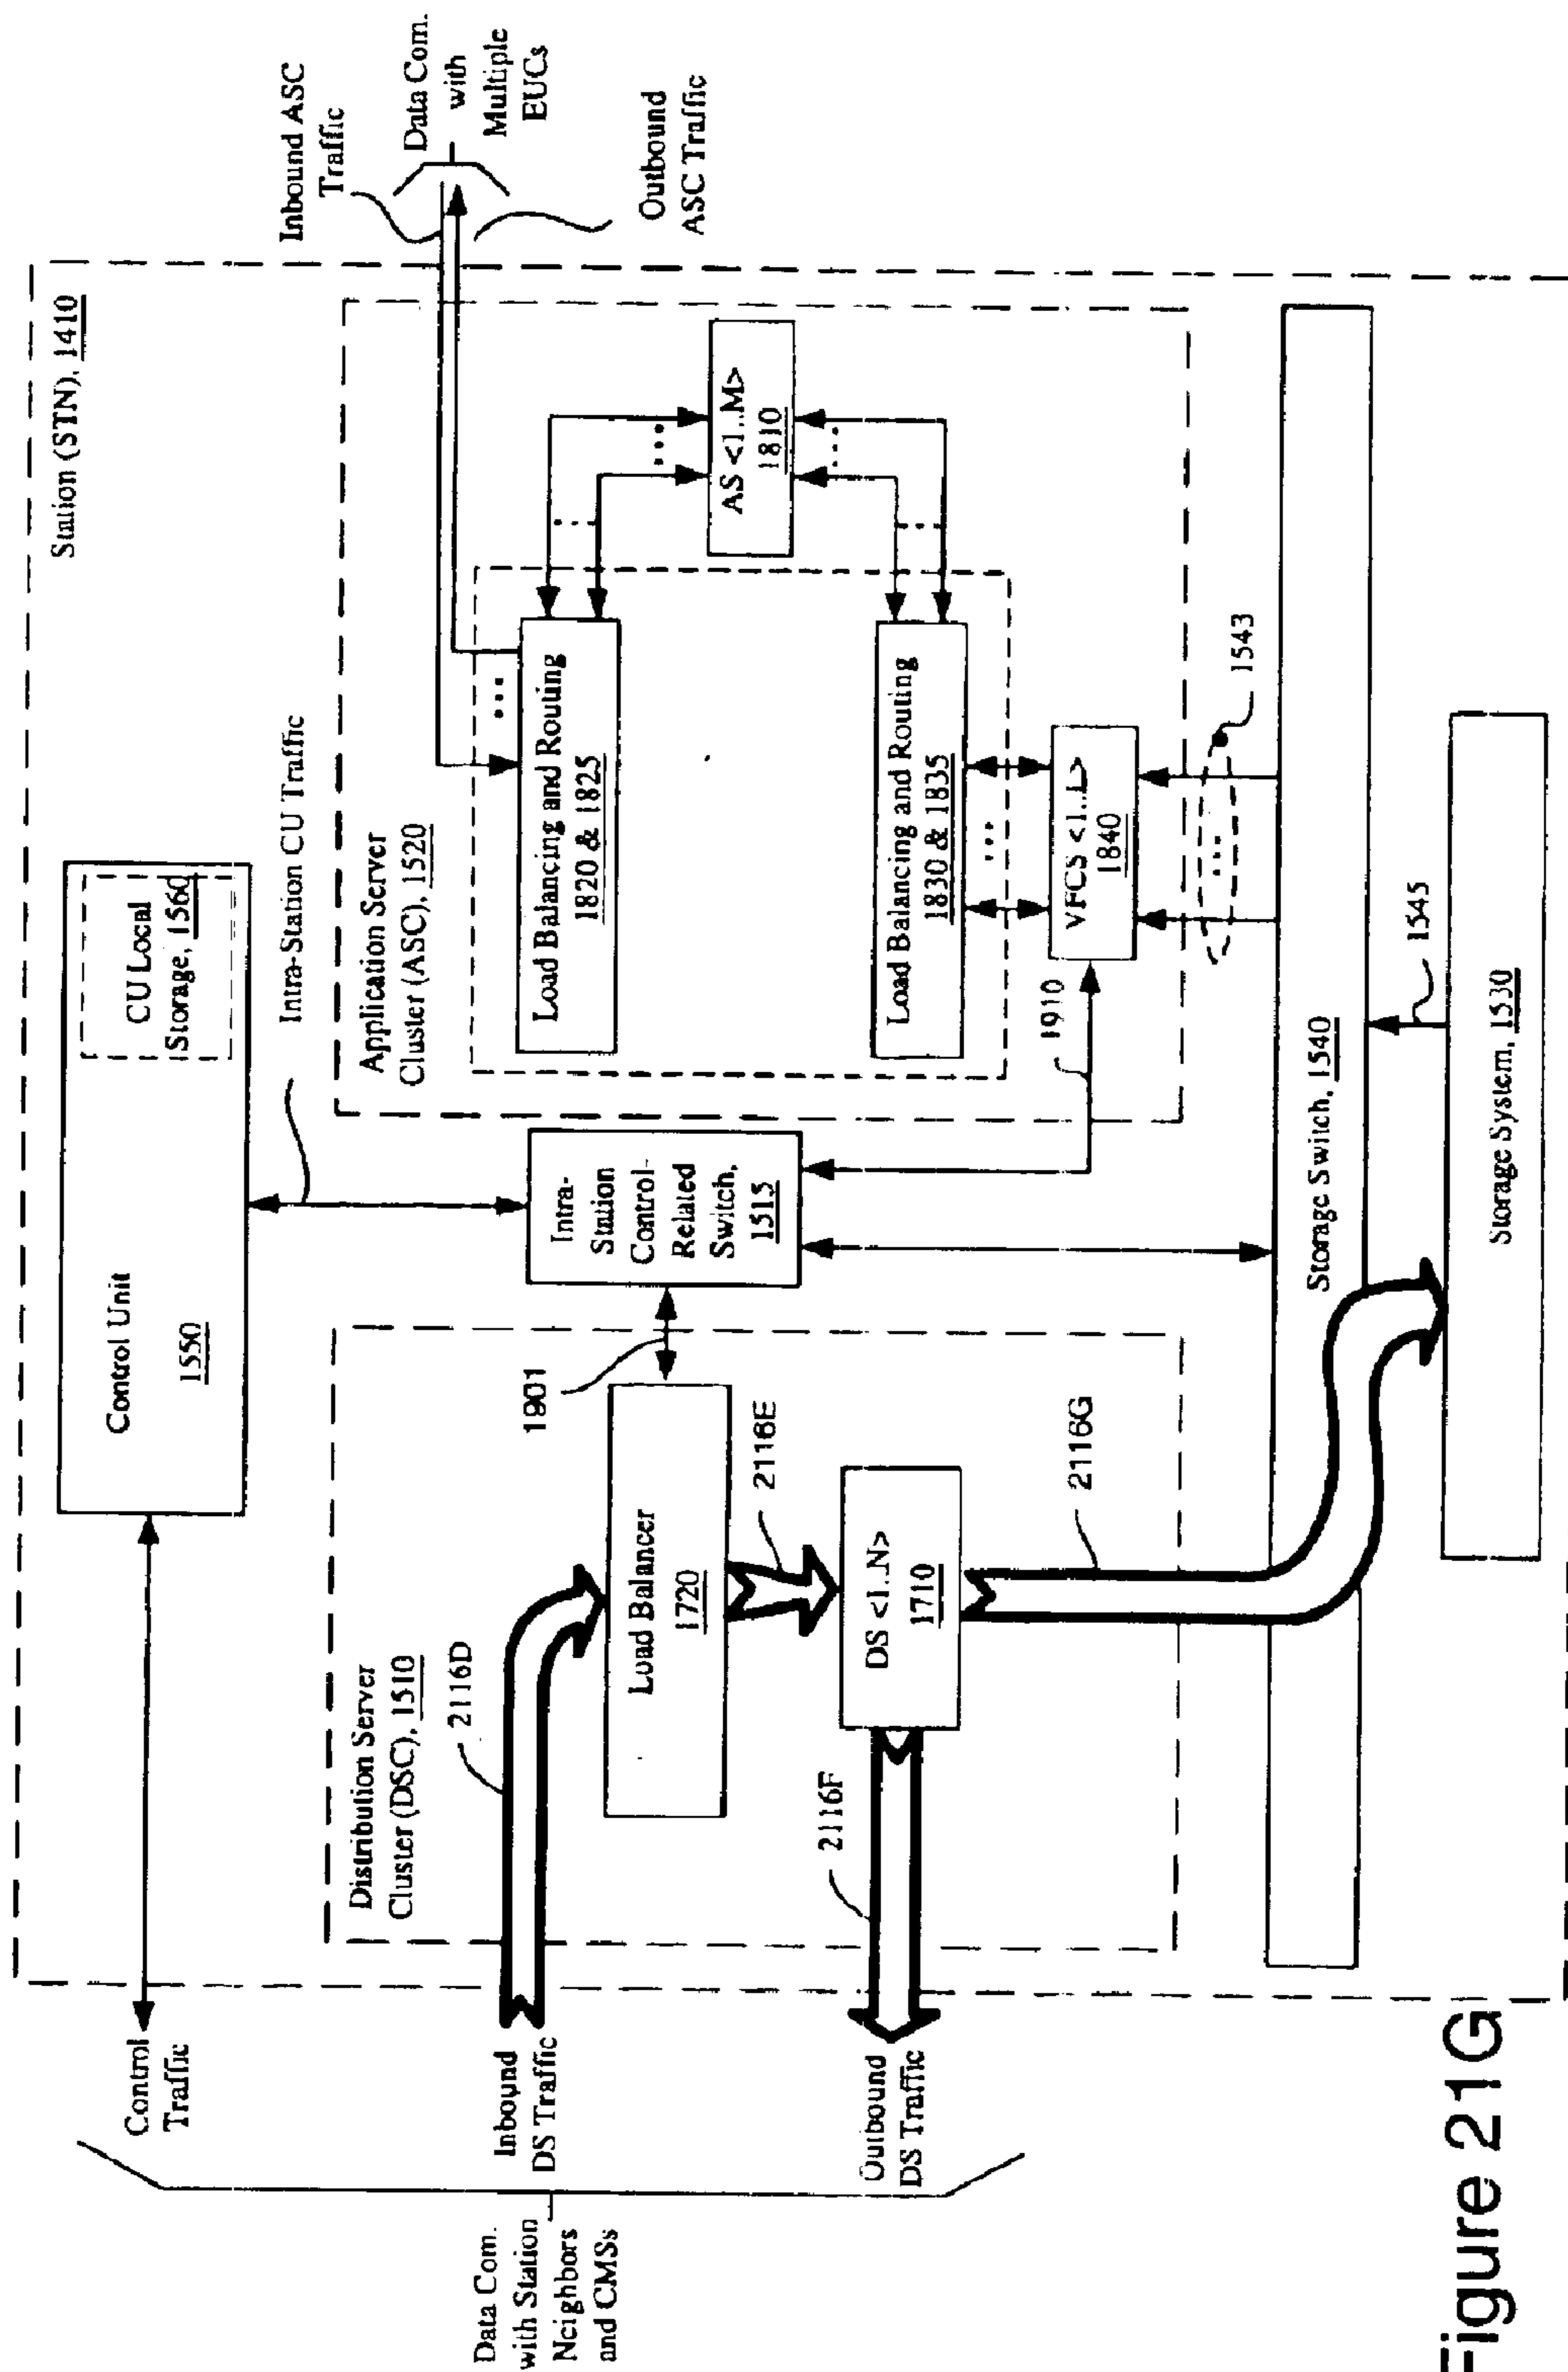 Station (STN), 1410
Control
Traffic
Control Unit
1550
CU Local
Storage, 1560
Intra-Station CU Traffic
Inbound ASC
Traffic
Data Com.
with
Multiple
EUCs
Outbound
ASC Traffic
Data Com.
with Station
Neighbors
and CMSs
Inbound
DS Traffic
Outbound
DS Traffic
Distribution Server
Cluster (DSC), 1510
2116D
Load Balancer
1720
1901
2116E
DS <1..N>
1710
2116F
2116G
Intra-
Station
Control-
Related
Switch,
1515
Application Server
Cluster (ASC), 1520
Load Balancing and Routing
1820 & 1825
...
...
AS <1..M>
1810
...
Load Balancing and Routing
1830 & 1835
...
1910
VFCS <1..L>
1840
...
1543
Storage Switch, 1540
1545
Storage System, 1530
Figure 21G